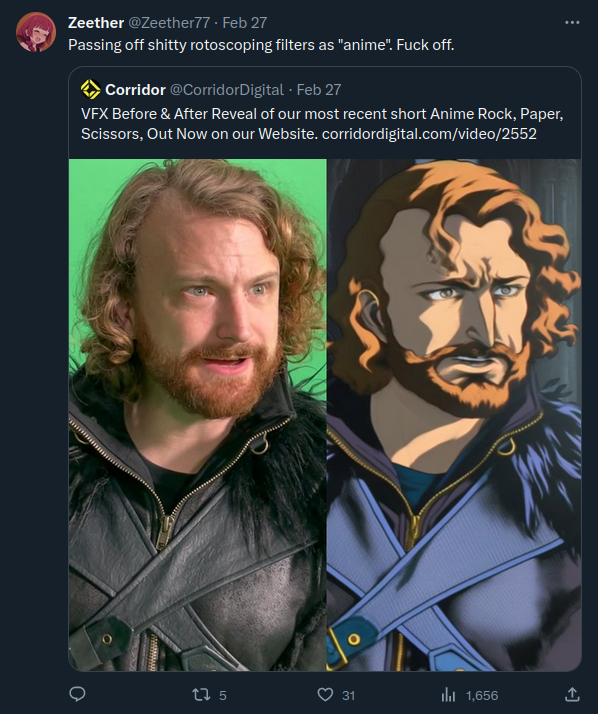 Zeether @Zeether77 · Feb 27
Passing off shitty rotoscoping filters as "anime". Fuck off.
Corridor @CorridorDigital · Feb 27
VFX Before & After Reveal of our most recent short Anime Rock, Paper,
Scissors, Out Now on our Website. corridordigital.com/video/2552
5 31 1,656